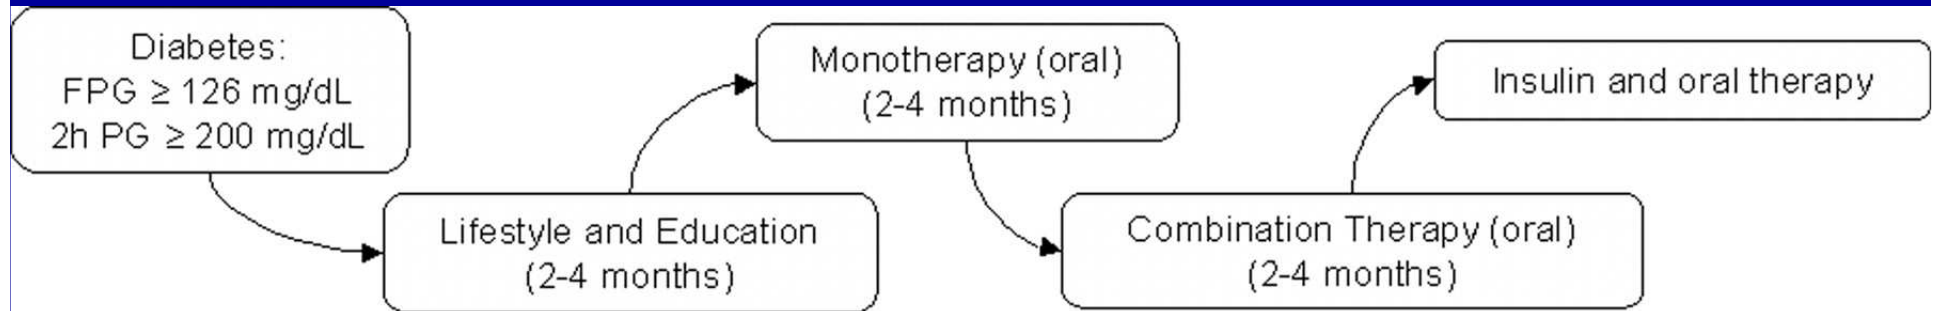 Diabetes:
FPG ≥ 126 mg/dL
2h PG ≥ 200 mg/dL
Lifestyle and Education
(2-4 months)
Monotherapy (oral)
(2-4 months)
Combination Therapy (oral)
(2-4 months)
Insulin and oral therapy